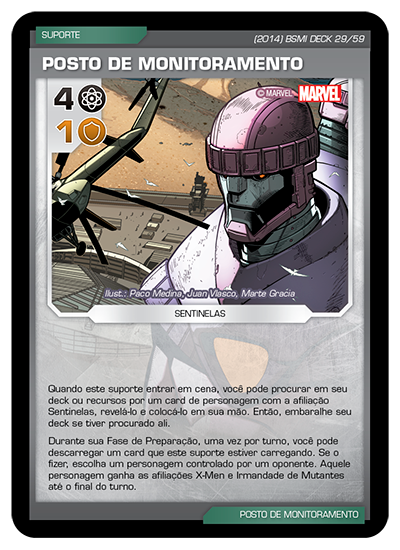 SUPORTE
(2014) BSMI DECK 29/59
POSTO DE MONITORAMENTO
4
10
© MARVEL MARVEL
Ilust.: Paco Medina, Juan Vlasco, Marte Gracia
SENTINELAS
Quando este suporte entrar em cena, você pode procurar em seu
deck ou recursos por um card de personagem com a afiliação
Sentinelas, revelá-lo e colocá-lo em sua mão. Então, embaralhe seu
deck se tiver procurado ali.
Durante sua Fase de Preparação, uma vez por turno, você pode
descarregar um card que este suporte estiver carregando. Se o
fizer, escolha um personagem controlado por um oponente. Aquele
personagem ganha as afiliações X-Men e Irmandade de Mutantes
até o final do turno.
POSTO DE MONITORAMENTO